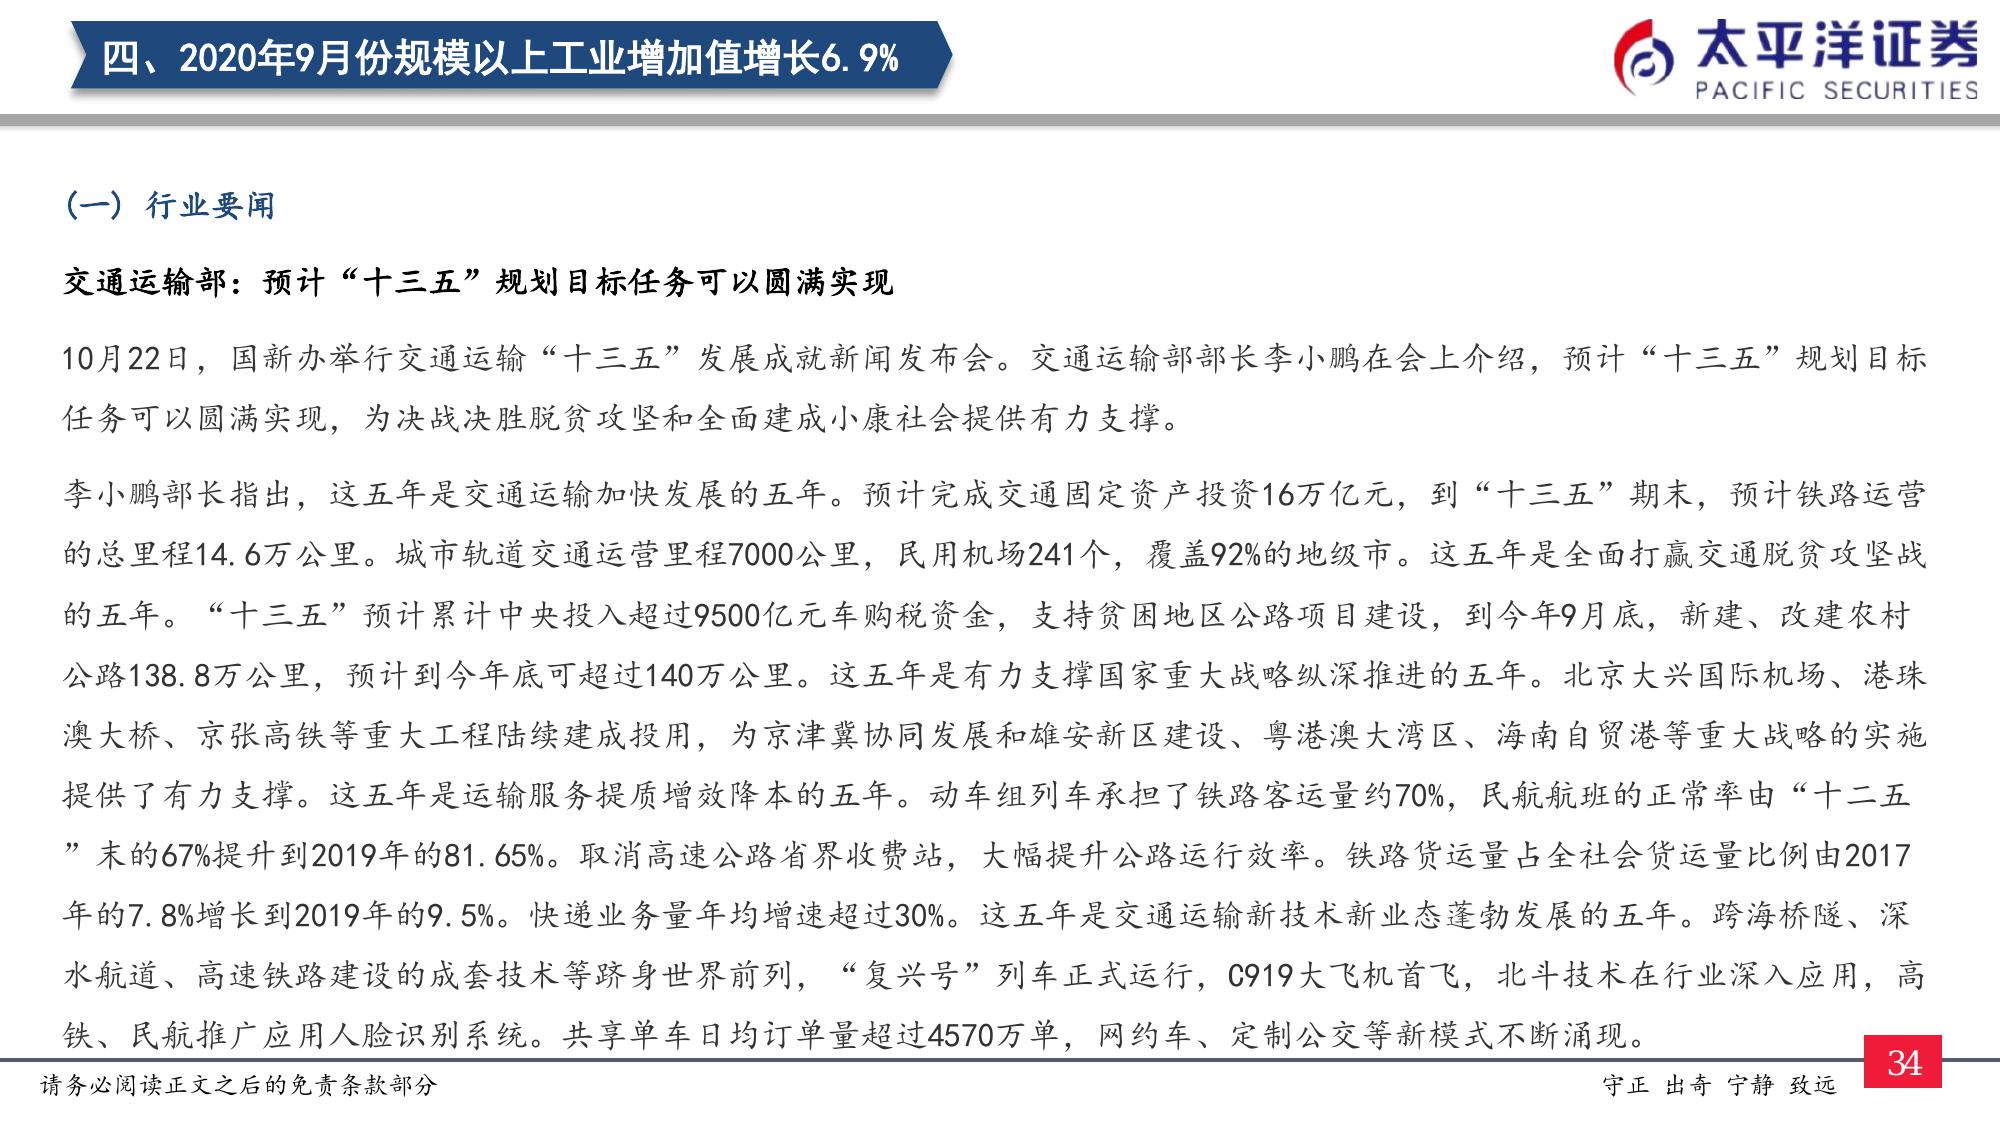 四、2020年9月份规模以上工业增加值增长6.9%
太平洋证券
PACIFIC SECURITIES
(一) 行业要闻
交通运输部：预计“十三五”规划目标任务可以圆满实现
10月22日，国新办举行交通运输“十三五”发展成就新闻发布会。交通运输部部长李小鹏在会上介绍，预计“十三五”规划目标
任务可以圆满实现，为决战决胜脱贫攻坚和全面建成小康社会提供有力支撑。
李小鹏部长指出，这五年是交通运输加快发展的五年。预计完成交通固定资产投资16万亿元，到“十三五”期末，预计铁路运营
的总里程14.6万公里。城市轨道交通运营里程7000公里，民用机场241个，覆盖92%的地级市。这五年是全面打赢交通脱贫攻坚战
的五年。“十三五”预计累计中央投入超过9500亿元车购税资金，支持贫困地区公路项目建设，到今年9月底，新建、改建农村
公路138.8万公里，预计到今年底可超过140万公里。这五年是有力支撑国家重大战略纵深推进的五年。北京大兴国际机场、港珠
澳大桥、京张高铁等重大工程陆续建成投用，为京津冀协同发展和雄安新区建设、粤港澳大湾区、海南自贸港等重大战略的实施
提供了有力支撑。这五年是运输服务提质增效降本的五年。动车组列车承担了铁路客运量约70%，民航航班的正常率由“十二五
”末的67%提升到2019年的81.65%。取消高速公路省界收费站，大幅提升公路运行效率。铁路货运量占全社会货运量比例由2017
年的7.8%增长到2019年的9.5%。快递业务量年均增速超过30%。这五年是交通运输新技术新业态蓬勃发展的五年。跨海桥隧、深
水航道、高速铁路建设的成套技术等跻身世界前列，“复兴号”列车正式运行，C919大飞机首飞，北斗技术在行业深入应用，高
铁、民航推广应用人脸识别系统。共享单车日均订单量超过4570万单，网约车、定制公交等新模式不断涌现。
请务必阅读正文之后的免责条款部分
守正 出奇 宁静 致远
34